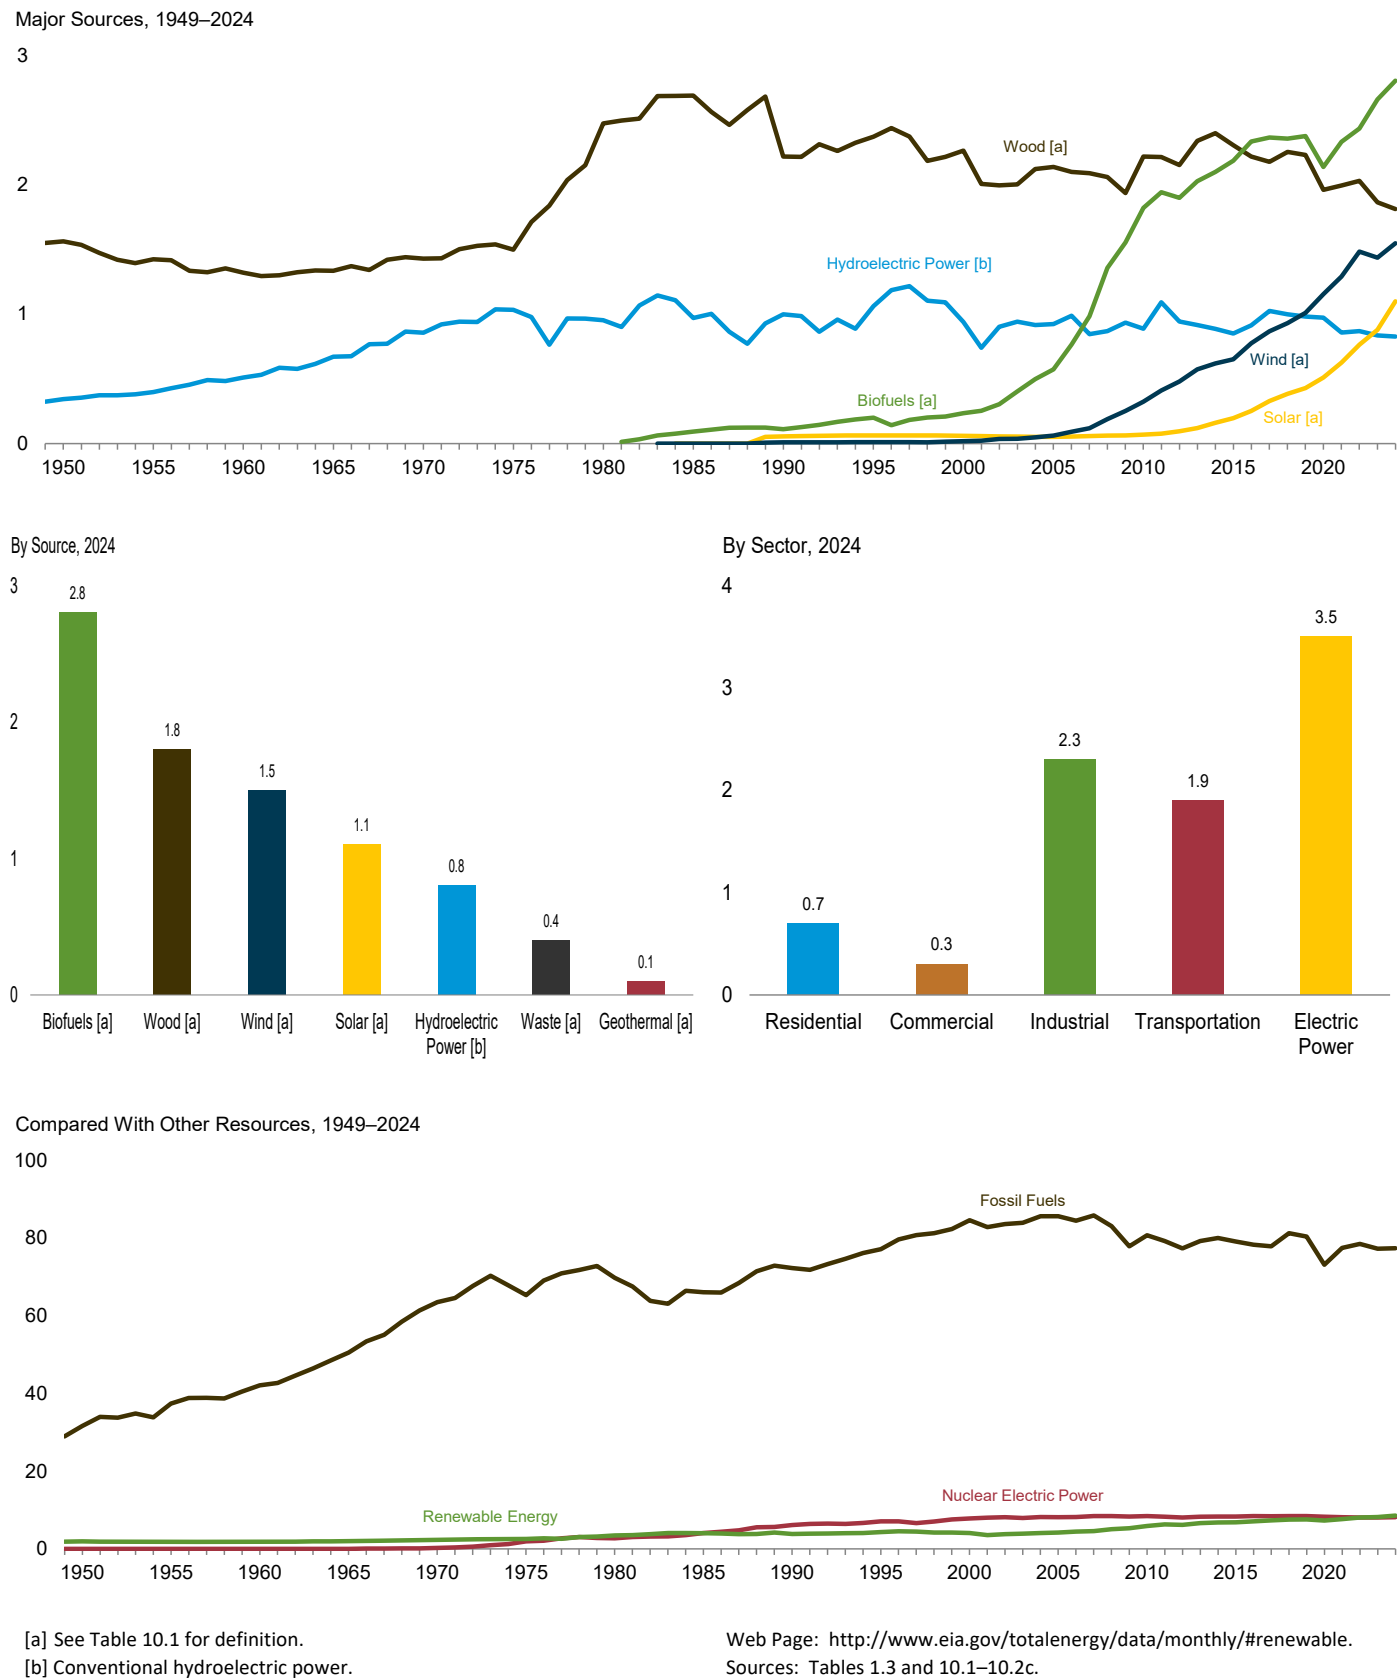 Major Sources, 1949–2024
3
2
1
0
Wood [a]
Hydroelectric Power [b]
Biofuels [a]
Wind [a]
Solar [a]
1950 1955 1960 1965 1970 1975 1980 1985 1990 1995 2000 2005 2010 2015 2020
By Source, 2024
3
2
1
0
2.8
1.8
1.5
1.1
0.8
0.4
0.1
Biofuels [a] Wood [a] Wind [a] Solar [a] Hydroelectric Waste [a] Geothermal [a]
Power [b]
By Sector, 2024
4
3
2
1
0
0.7
0.3
2.3
1.9
3.5
Residential Commercial Industrial Transportation Electric
Power
Compared With Other Resources, 1949–2024
100
80
60
40
20
0
Fossil Fuels
Nuclear Electric Power
Renewable Energy
1950 1955 1960 1965 1970 1975 1980 1985 1990 1995 2000 2005 2010 2015 2020
[a] See Table 10.1 for definition.
[b] Conventional hydroelectric power.
Web Page: http://www.eia.gov/totalenergy/data/monthly/#renewable.
Sources: Tables 1.3 and 10.1–10.2c.